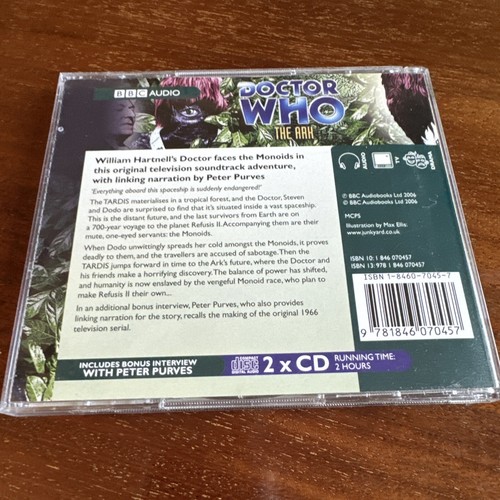 BBC AUDIO
DOCTOR
WHO
THE ARK
William Hartnell's Doctor faces the Monoids in
this original television soundtrack adventure,
with linking narration by Peter Purves
'Everything aboard this spaceship is suddenly endangered!'
The TARDIS materialises in a tropical forest, and the Doctor, Steven
and Dodo are surprised to find that it's situated inside a vast spaceship.
This is the distant future, and the last survivors from Earth are on
a 700-year voyage to the planet Refusis II. Accompanying them are their
mute, one-eyed servants: the Monoids.
When Dodo unwittingly spreads her cold amongst the Monoids, it proves
deadly to them, and the travellers are accused of sabotage. Then the
TARDIS jumps forward in time to the Ark's future, where the Doctor and
his friends make a horrifying discovery. The balance of power has shifted,
and humanity is now enslaved by the vengeful Monoid race, who plan to
make Refusis II their own...
In an additional bonus interview, Peter Purves, who also provides
linking narration for the story, recalls the making of the original 1966
television serial.
INCLUDES BONUS INTERVIEW
WITH PETER PURVES
COMPACT
disc
DIGITAL AUDIO
2 x CD
RUNNING TIME:
2 HOURS
AUDIO
TV
℗ BBC Audiobooks Ltd 2006
© BBC Audiobooks Ltd 2006
MCPS
Illustration by Max Ellis:
www.junkyard.co.uk
ISBN 10: 1 846 070457
ISBN 13: 978 1 846 070457
ISBN 1-8460-7045-7
9 781846 070457